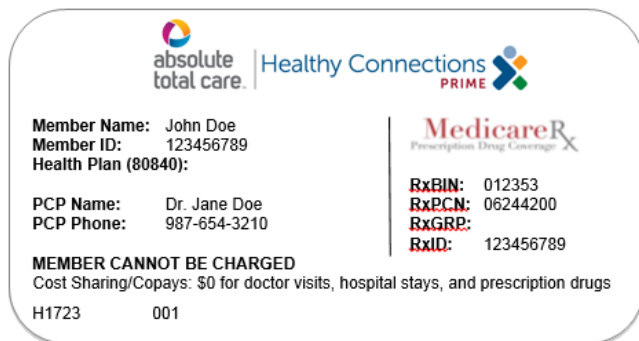 absolute
total care.
Healthy Connections
PRIME
Member Name: John Doe
Member ID: 123456789
Health Plan (80840):
PCP Name: Dr. Jane Doe
PCP Phone: 987-654-3210
MedicareRx
Prescription Drug Coverage
RxBIN: 012353
RxPCN: 06244200
RxGRP:
RxID: 123456789
MEMBER CANNOT BE CHARGED
Cost Sharing/Copays: $0 for doctor visits, hospital stays, and prescription drugs
H1723 001